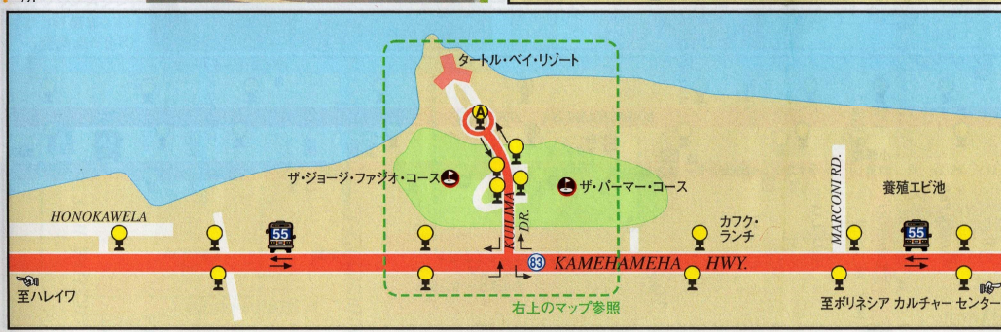 タートル・ベイ・リゾート
A
ザ・ジョージ・ファジオ・コース
ザ・パーマー・コース
MARCONI RD.
養殖エビ池
HONOKAWELA
KUILIMA DR.
カフク・
ランチ
55
55
83 KAMEHAMEHA HWY.
至ハレイワ
右上のマップ参照
至ポリネシア カルチャー センター